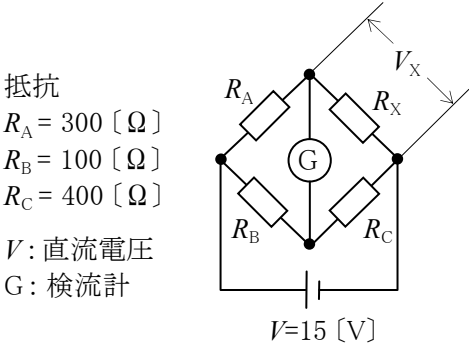 抵抗
R_A = 300〔Ω〕
R_B = 100〔Ω〕
R_C = 400〔Ω〕
V : 直流電圧
G : 検流計
R_A
R_X
V_X
G
R_B
R_C
V=15〔V〕